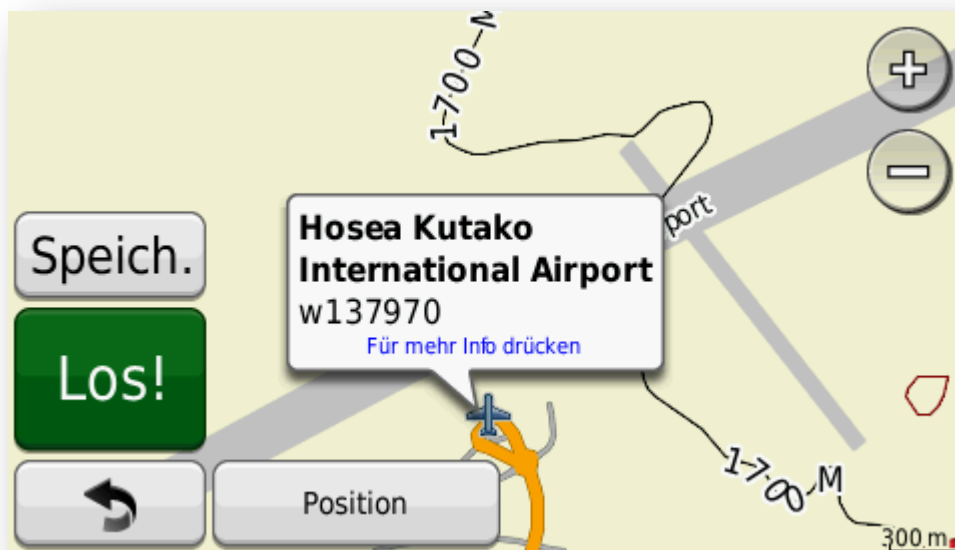 1700 M
Hosea Kutako
International Airport
w137970
Für mehr Info drücken
port
Speich.
Los!
Position
1700 M
300 m